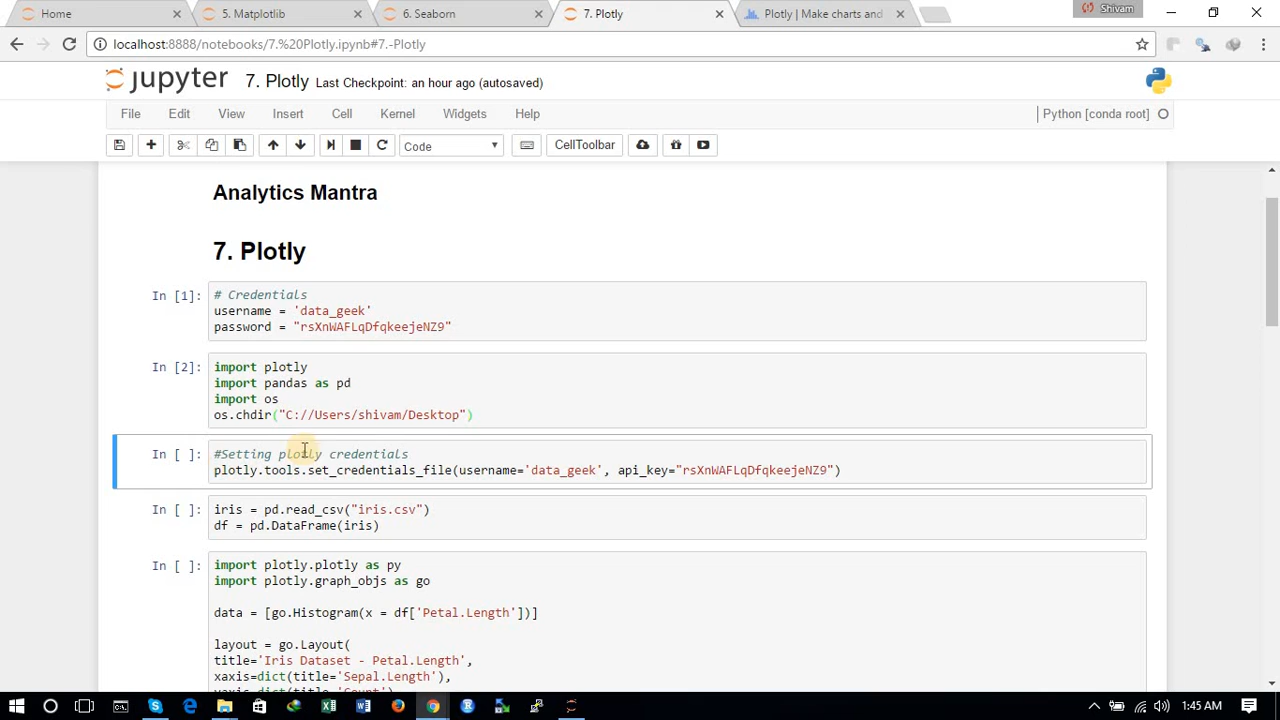 Home
5. Matplotlib
6. Seaborn
7. Plotly
Plotly | Make charts and
Shivam
localhost:8888/notebooks/7.%20Plotly.ipynb#7.-Plotly
jupyter 7. Plotly Last Checkpoint: an hour ago (autosaved)
File Edit View Insert Cell Kernel Widgets Help Python [conda root]
Code CellToolbar
Analytics Mantra
7. Plotly
In [1]: # Credentials
username = 'data_geek'
password = "rsXnWAFLqDfqkeejeNZ9"
In [2]: import plotly
import pandas as pd
import os
os.chdir("C://Users/shivam/Desktop")
In [ ]: #Setting plotly credentials
plotly.tools.set_credentials_file(username='data_geek', api_key="rsXnWAFLqDfqkeejeNZ9")
In [ ]: iris = pd.read_csv("iris.csv")
df = pd.DataFrame(iris)
In [ ]: import plotly.plotly as py
import plotly.graph_objs as go
data = [go.Histogram(x = df['Petal.Length'])]
layout = go.Layout(
title='Iris Dataset - Petal.Length',
xaxis=dict(title='Sepal.Length'),
yaxis=dict(title='Count')
1:45 AM